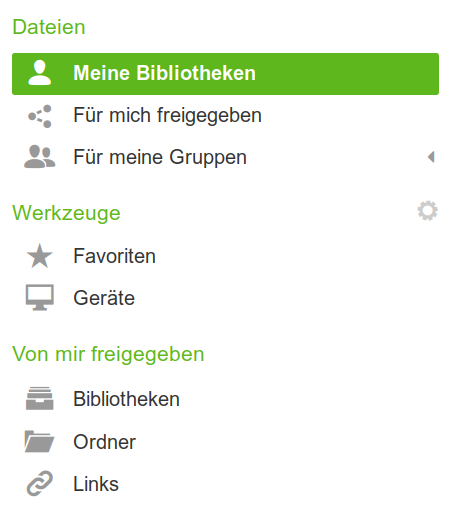 Dateien
Meine Bibliotheken
Für mich freigegeben
Für meine Gruppen
Werkzeuge
Favoriten
Geräte
Von mir freigegeben
Bibliotheken
Ordner
Links